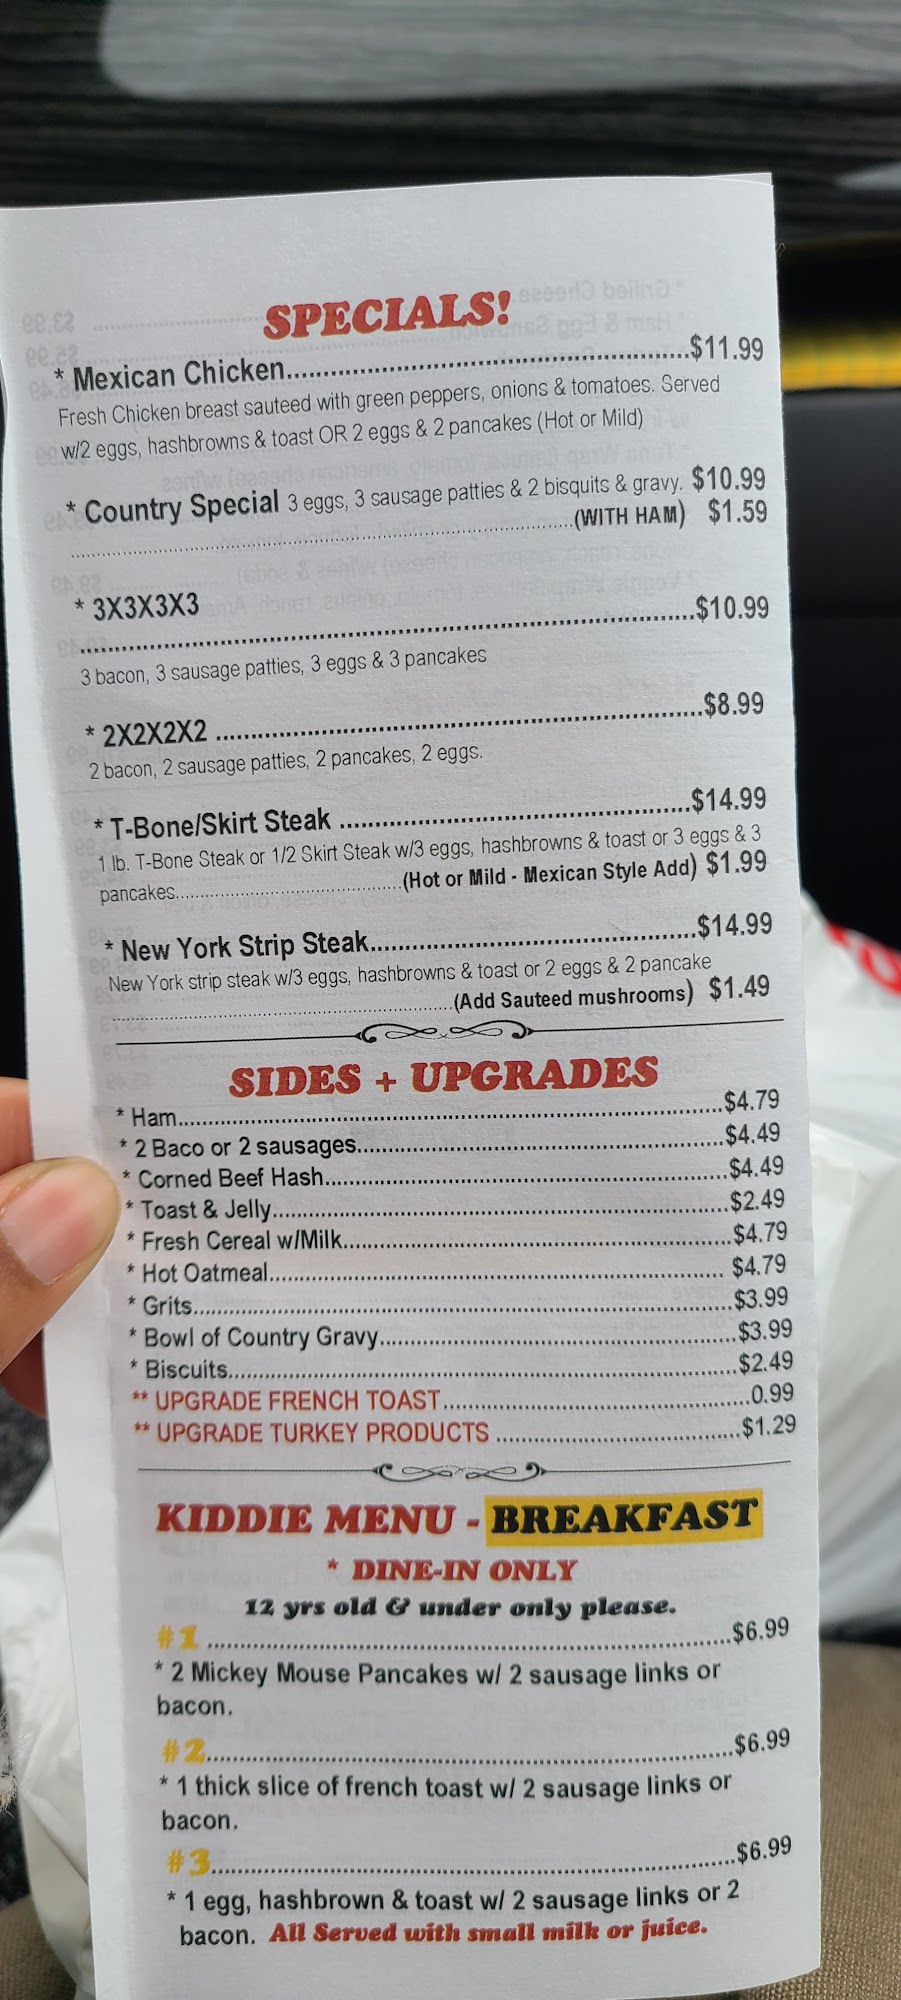 SPECIALS!
* Mexican Chicken................................................................$11.99
Fresh Chicken breast sauteed with green peppers, onions & tomatoes. Served
w/2 eggs, hashbrowns & toast OR 2 eggs & 2 pancakes (Hot or Mild)
* Country Special 3 eggs, 3 sausage patties & 2 bisquits & gravy. $10.99
................................................................(WITH HAM) $1.59
* 3X3X3X3
................................................................$10.99
3 bacon, 3 sausage patties, 3 eggs & 3 pancakes
* 2X2X2X2 ................................................................$8.99
2 bacon, 2 sausage patties, 2 pancakes, 2 eggs.
* T-Bone/Skirt Steak ........................................................$14.99
1 lb. T-Bone Steak or 1/2 Skirt Steak w/3 eggs, hashbrowns & toast or 3 eggs & 3
pancakes........................................(Hot or Mild - Mexican Style Add) $1.99
* New York Strip Steak....................................................$14.99
New York strip steak w/3 eggs, hashbrowns & toast or 2 eggs & 2 pancake
............................................................(Add Sauteed mushrooms) $1.49
SIDES + UPGRADES
* Ham................................................................$4.79
* 2 Baco or 2 sausages............................................................$4.49
* Corned Beef Hash................................................................$4.49
* Toast & Jelly................................................................$2.49
* Fresh Cereal w/Milk............................................................$4.79
* Hot Oatmeal................................................................ $4.79
* Grits................................................................$3.99
* Bowl of Country Gravy........................................................$3.99
* Biscuits................................................................$2.49
** UPGRADE FRENCH TOAST..................................................0.99
** UPGRADE TURKEY PRODUCTS ........................................$1.29
KIDDIE MENU - BREAKFAST
* DINE-IN ONLY
12 yrs old & under only please.
#1 ................................................................$6.99
* 2 Mickey Mouse Pancakes w/ 2 sausage links or
bacon.
#2................................................................$6.99
* 1 thick slice of french toast w/ 2 sausage links or
bacon.
#3................................................................$6.99
* 1 egg, hashbrown & toast w/ 2 sausage links or 2
bacon. All Served with small milk or juice.